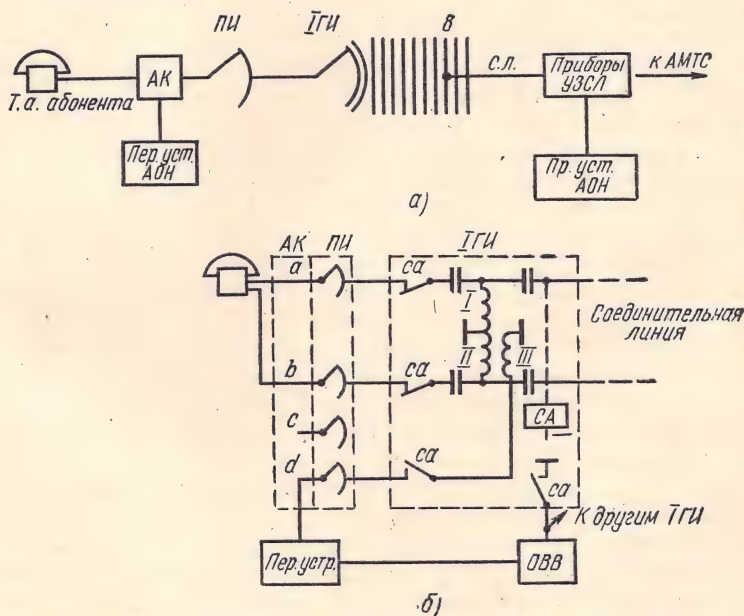 ПИ
IГИ
8
Т.а. абонента
АК
с.л.
Приборы
УЗСЛ
к АМТС
Пер. уст.
АОН
Пр. уст.
АОН
а)
АК
ПИ
IГИ
а
са
I
II
III
Соединительная
линия
b
са
СА
c
d
са
са
К другим IГИ
Пер. устр.
ОВВ
б)